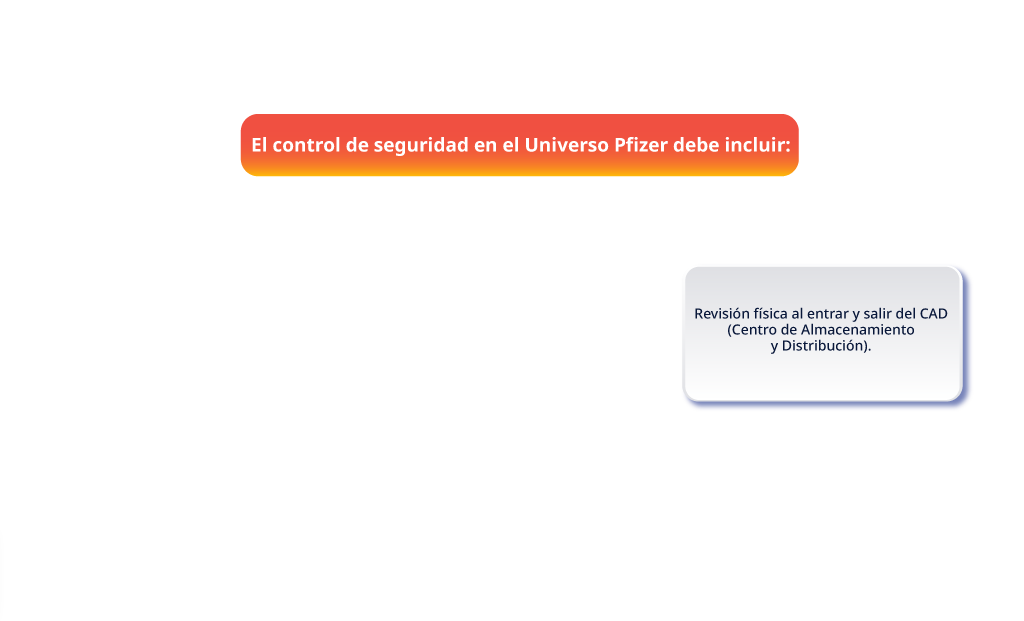 El control de seguridad en el Universo Pfizer debe incluir:
Revisión física al entrar y salir del CAD
(Centro de Almacenamiento
y Distribución).